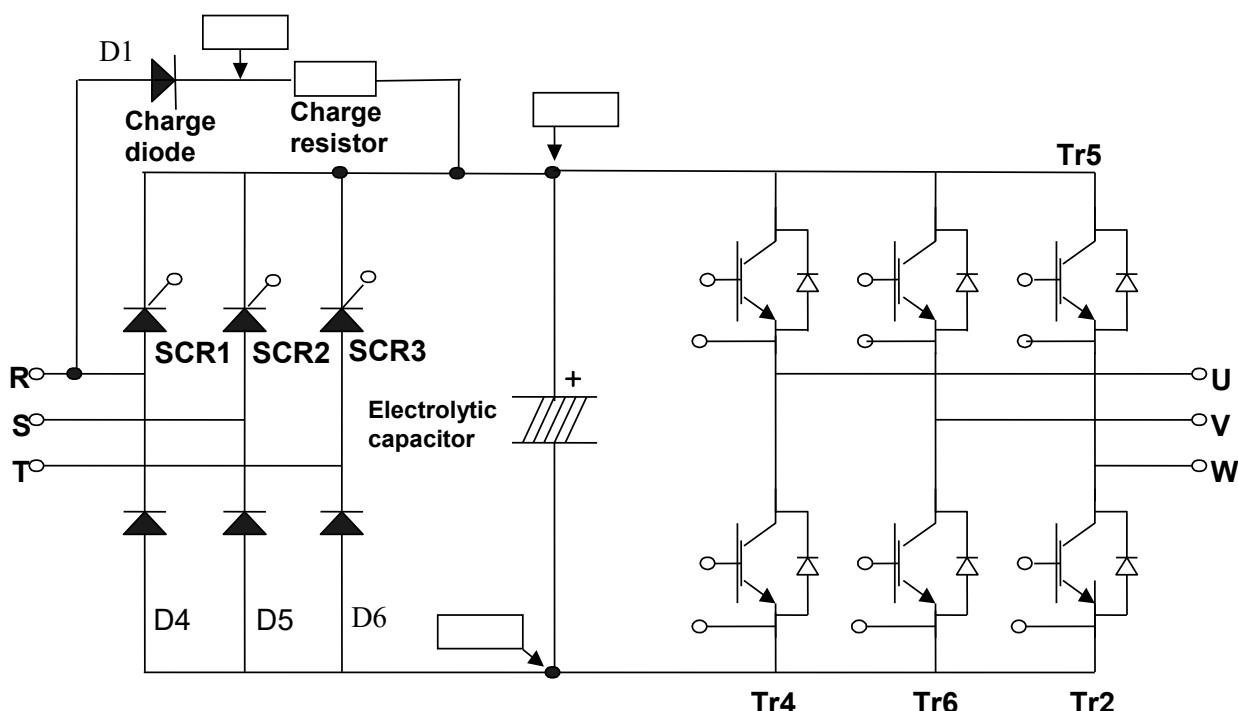 D1
Charge
diode
Charge
resistor
Tr5
SCR1 SCR2 SCR3
R
S
T
+
Electrolytic
capacitor
U
V
W
D4 D5 D6
Tr4 Tr6 Tr2